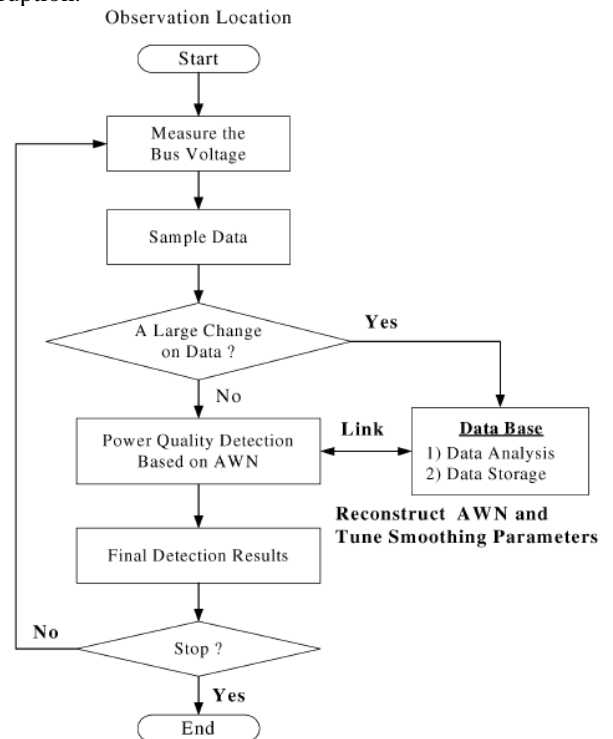 Observation Location
Start
Measure the
Bus Voltage
Sample Data
A Large Change
on Data ?
Yes
No
Power Quality Detection
Based on AWN
Link
Data Base
1) Data Analysis
2) Data Storage
Reconstruct AWN and
Tune Smoothing Parameters
Final Detection Results
No
Stop ?
Yes
End